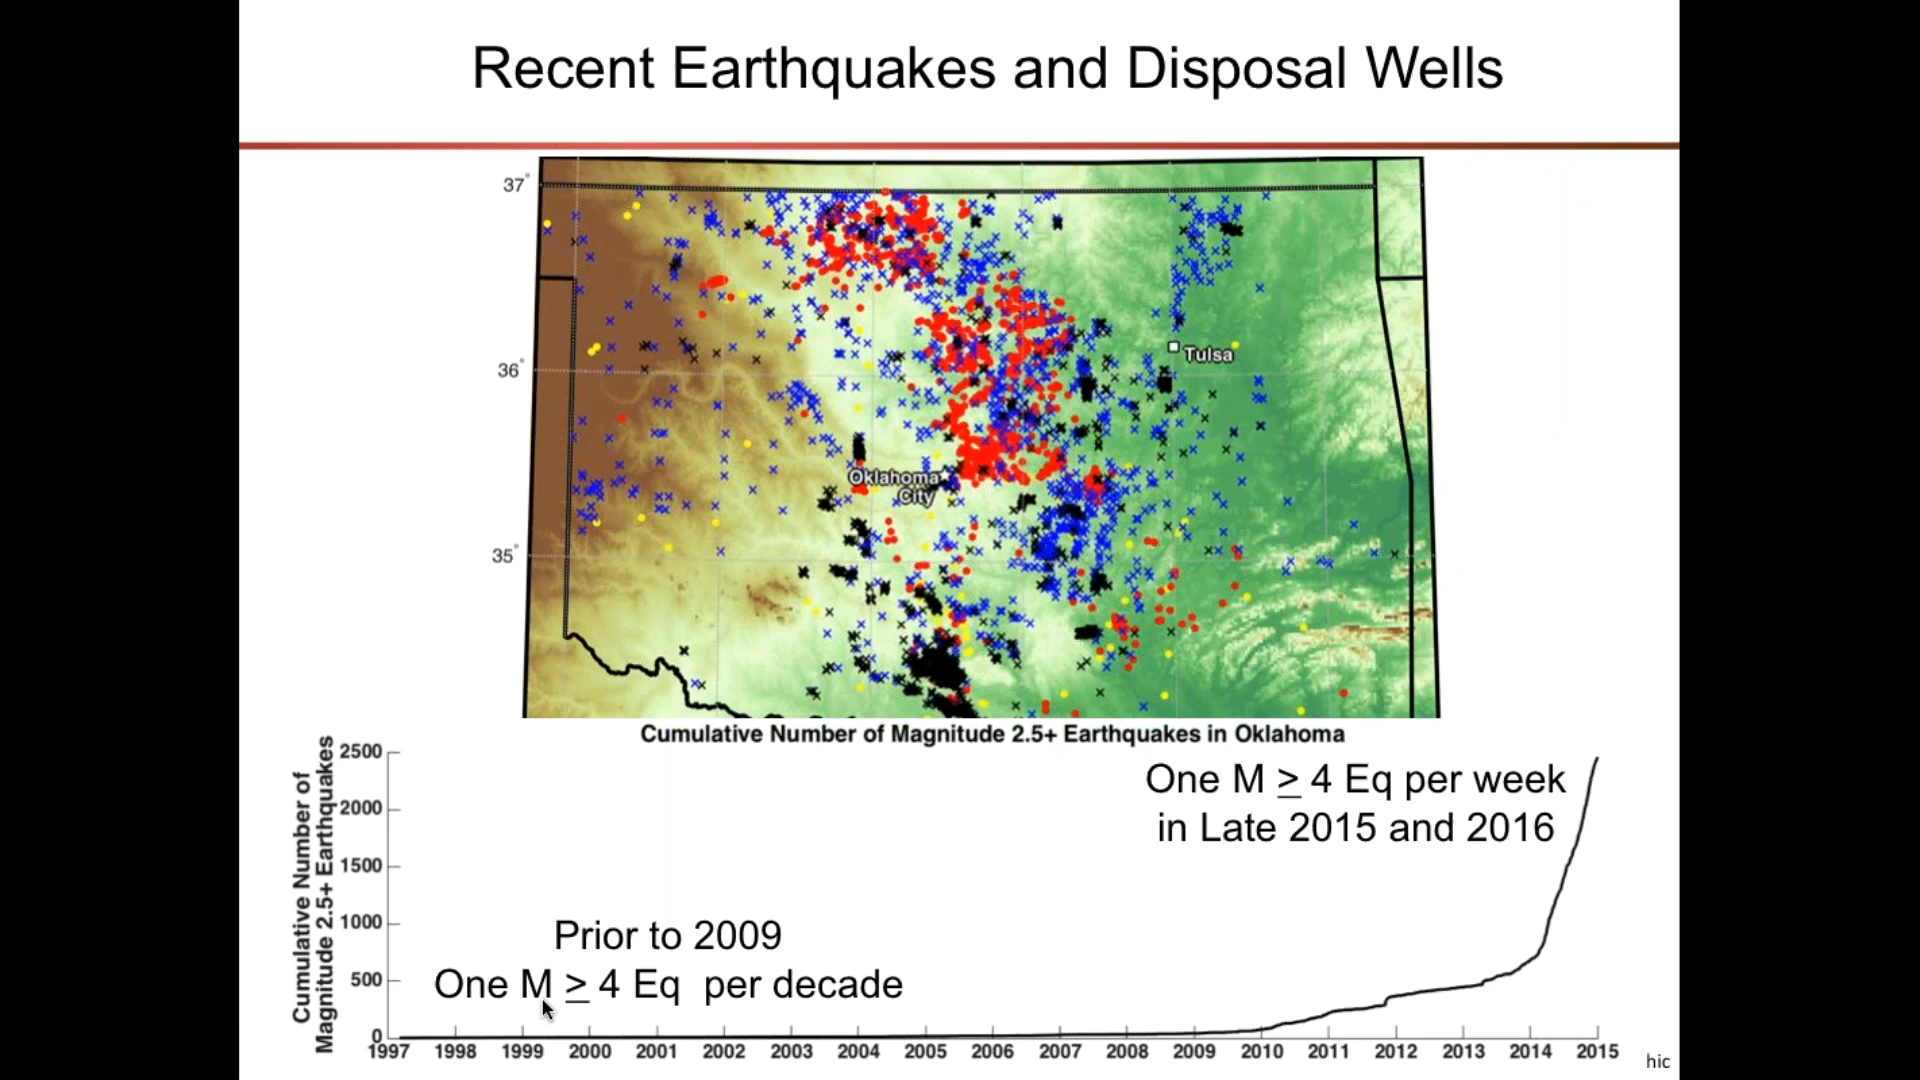 Recent Earthquakes and Disposal Wells
37°
36°
35°
Tulsa
Oklahoma
City
Cumulative Number of Magnitude 2.5+ Earthquakes in Oklahoma
Cumulative Number of
Magnitude 2.5+ Earthquakes
2500
2000
1500
1000
500
0
One M ≥ 4 Eq per week
in Late 2015 and 2016
Prior to 2009
One M ≥ 4 Eq per decade
1997 1998 1999 2000 2001 2002 2003 2004 2005 2006 2007 2008 2009 2010 2011 2012 2013 2014 2015
hic